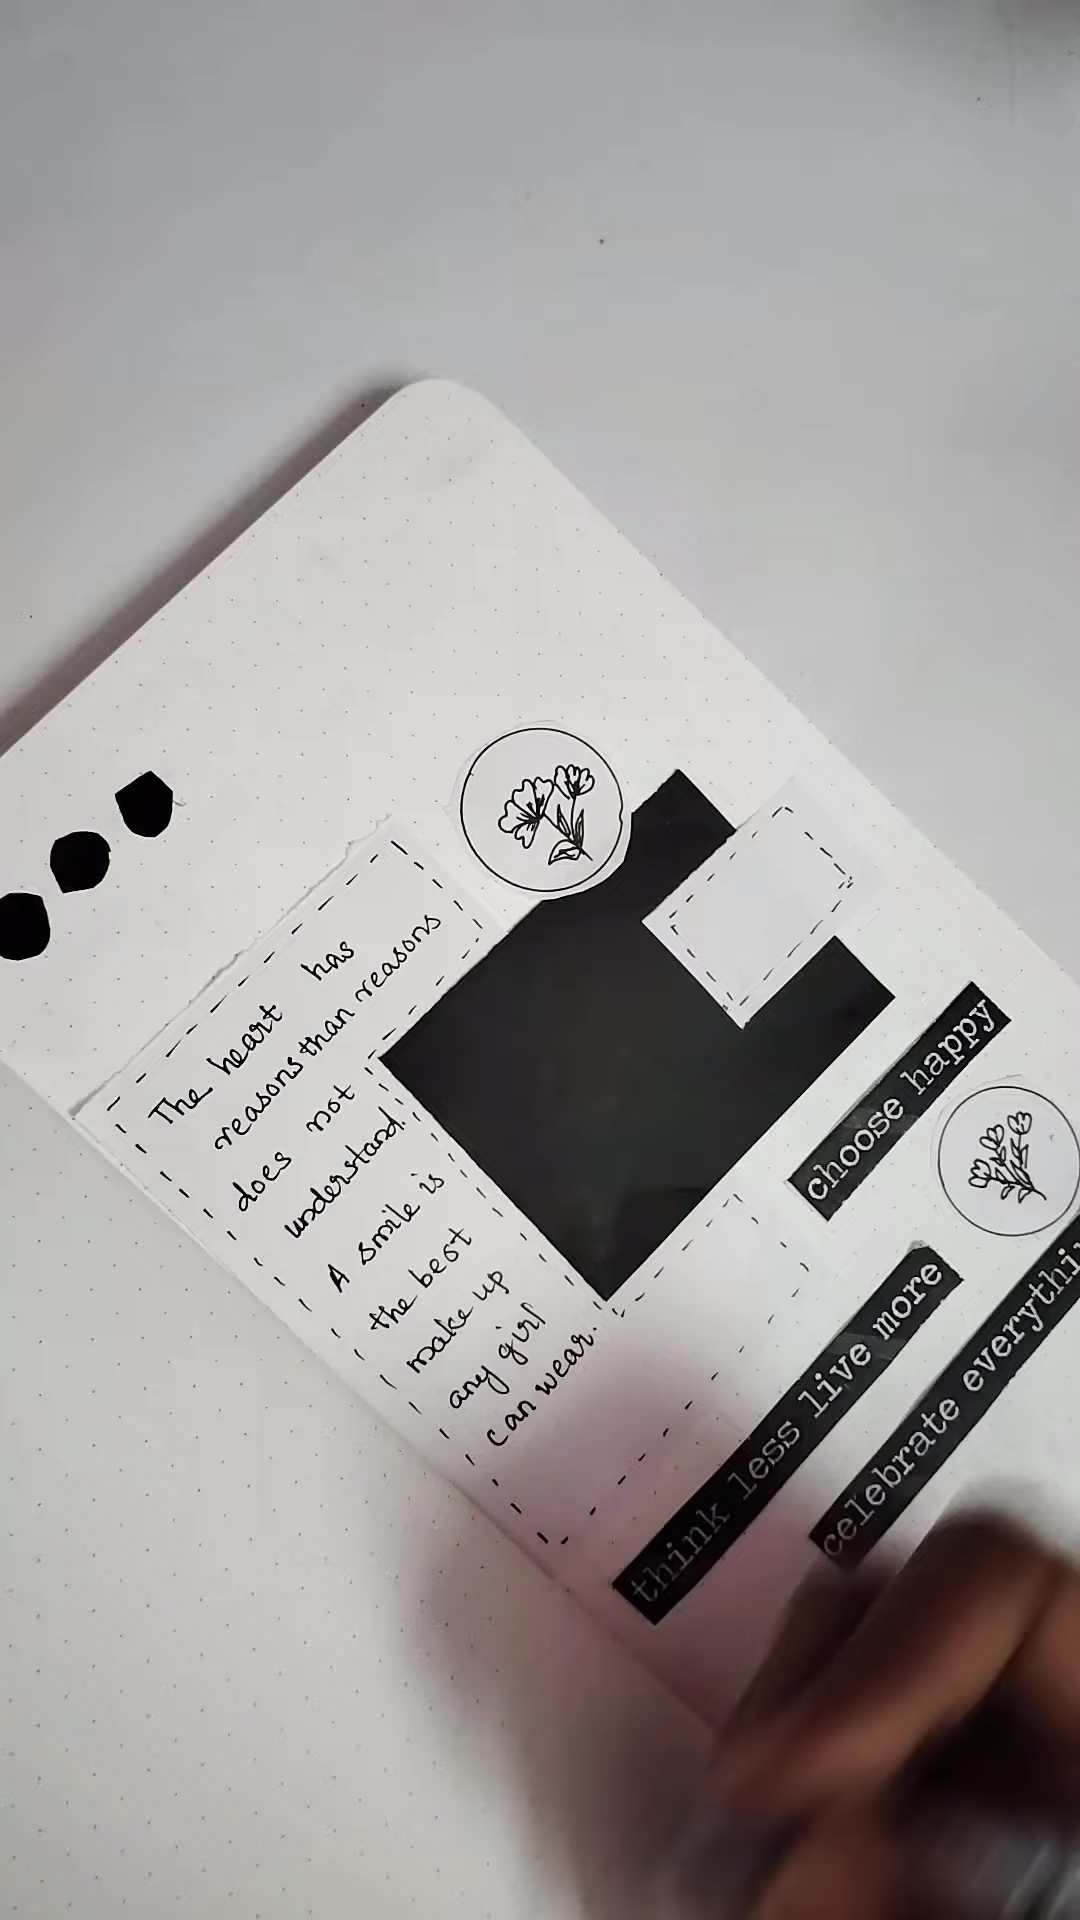 The heart has
reasons than reasons
does not
understand.
A smile is
the best
make up
any girl
can wear.
choose happy
think less live more
celebrate